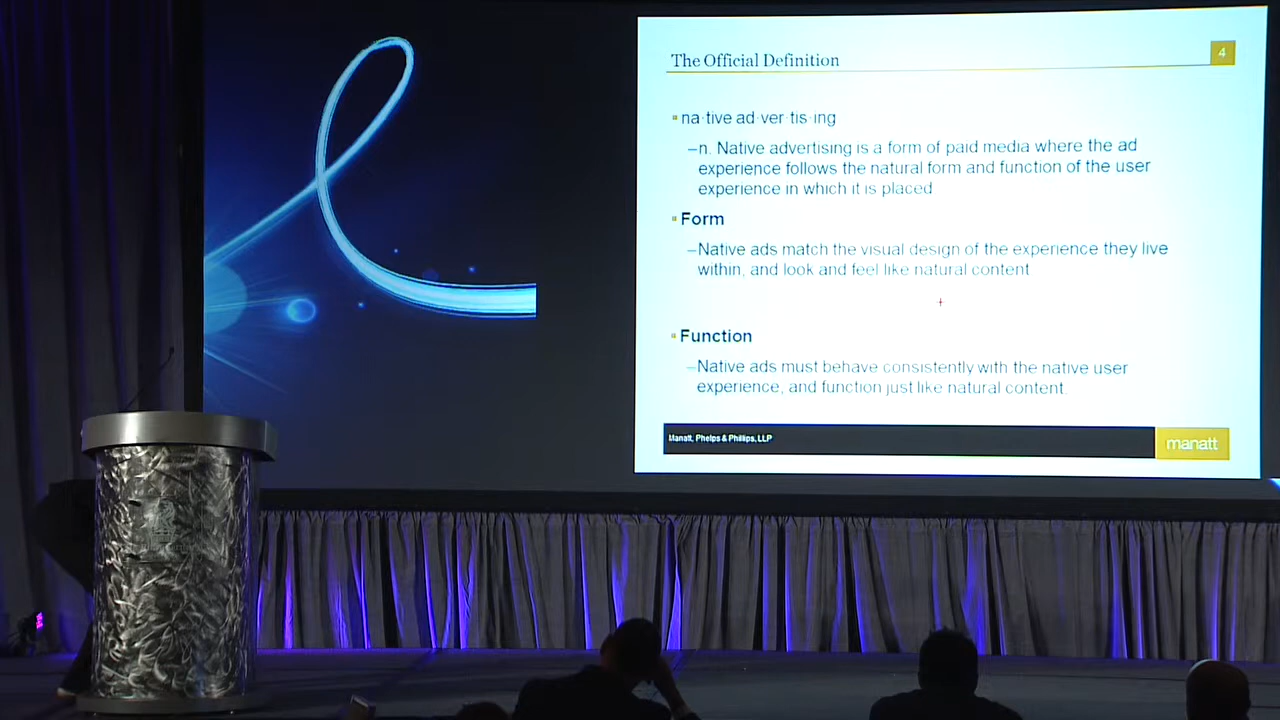 The Official Definition
4
na·tive ad·ver·tis·ing
–n. Native advertising is a form of paid media where the ad
experience follows the natural form and function of the user
experience in which it is placed
Form
–Native ads match the visual design of the experience they live
within, and look and feel like natural content
Function
–Native ads must behave consistently with the native user
experience, and function just like natural content.
Manatt, Phelps & Phillips, LLP
manatt